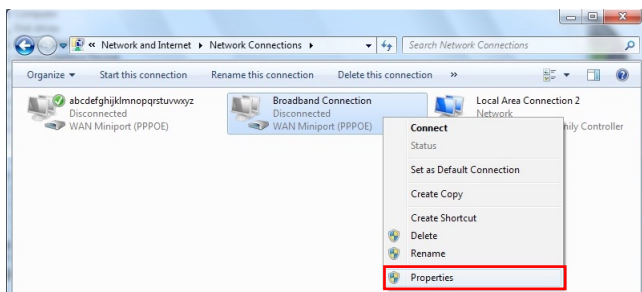 « Network and Internet ▸ Network Connections ▸
Search Network Connections
Organize Start this connection Rename this connection Delete this connection »
abcdefghijklmnopqrstuvwxyz
Disconnected
WAN Miniport (PPPOE)
Broadband Connection
Disconnected
WAN Miniport (PPPOE)
Local Area Connection 2
Network
Controller
Connect
Status
Set as Default Connection
Create Copy
Create Shortcut
Delete
Rename
Properties